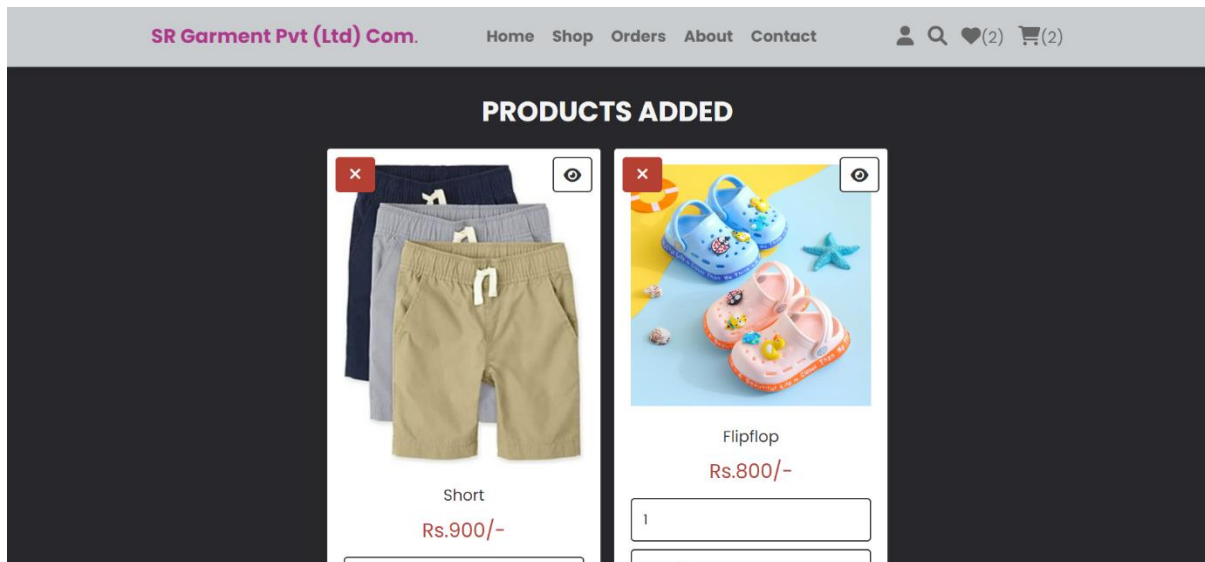 SR Garment Pvt (Ltd) Com. Home Shop Orders About Contact (2) (2)
PRODUCTS ADDED
Short
Rs.900/-
Flipflop
Rs.800/-
1